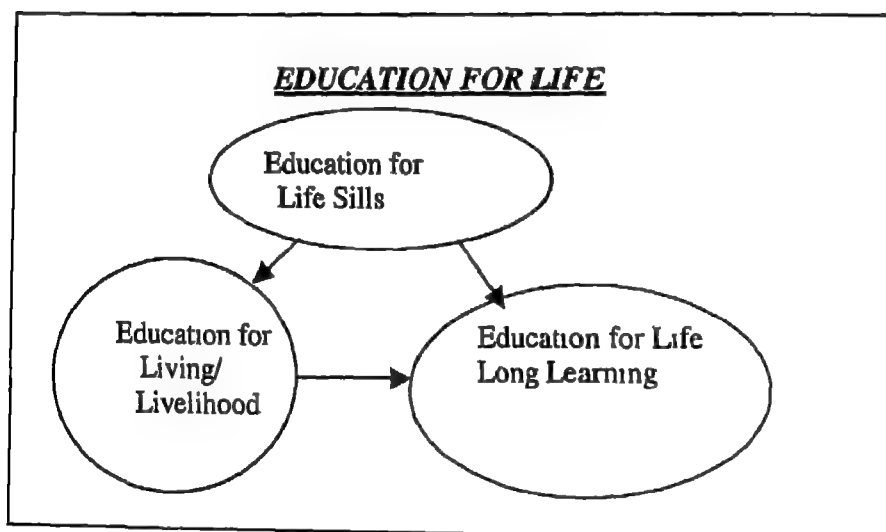 EDUCATION FOR LIFE
Education for
Life Sills
Education for
Living/
Livelihood
Education for Life
Long Learning